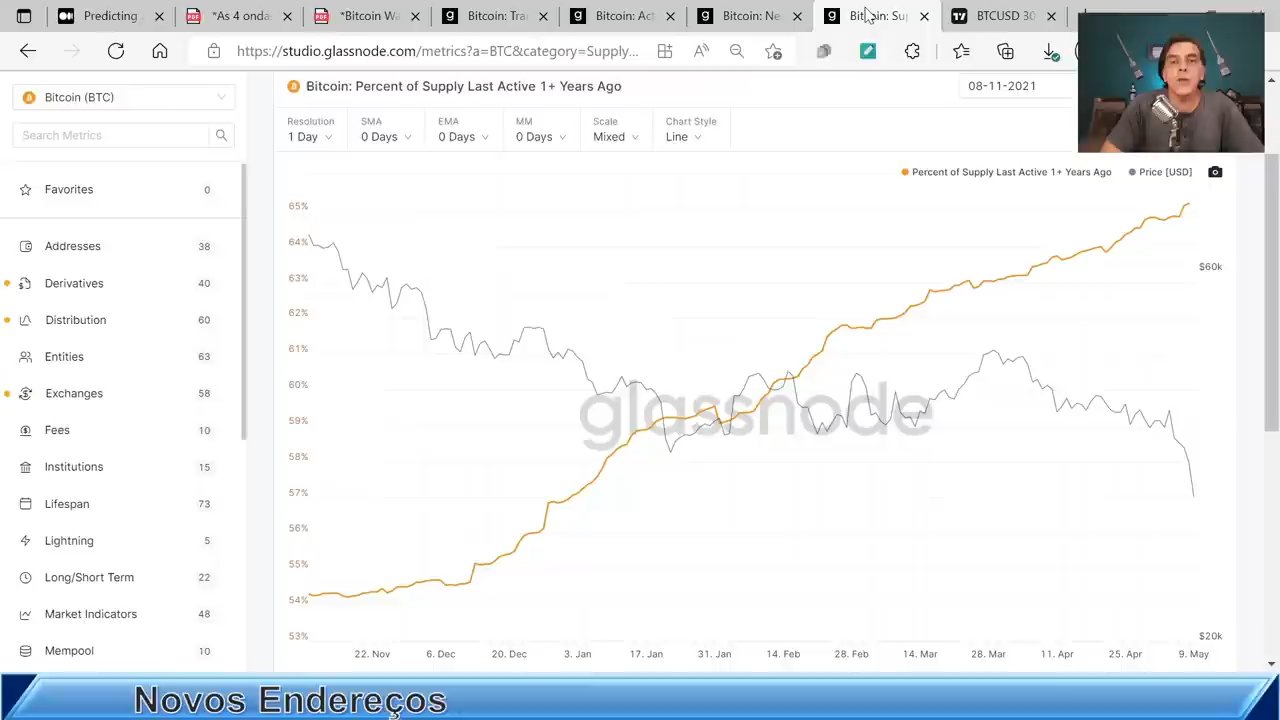 Predicting
*As 4 onda:
*Bitcoin Wa
Bitcoin: Tra
Bitcoin: Ac
Bitcoin: Ne
Bitcoin: Su
BTCUSD 30
https://studio.glassnode.com/metrics?a=BTC&category=Supply...
Bitcoin (BTC)
Bitcoin: Percent of Supply Last Active 1+ Years Ago
08-11-2021
Search Metrics
Resolution SMA EMA MM Scale Chart Style
1 Day 0 Days 0 Days 0 Days Mixed Line
Percent of Supply Last Active 1+ Years Ago Price [USD]
Favorites 0
Addresses 38
Derivatives 40
Distribution 60
Entities 63
Exchanges 58
Fees 10
Institutions 15
Lifespan 73
Lightning 5
Long/Short Term 22
Market Indicators 48
Mempool 10
65%
64%
63%
62%
61%
60%
59%
58%
57%
56%
55%
54%
53%
$60k
$20k
glassnode
22. Nov 6. Dec 20. Dec 3. Jan 17. Jan 31. Jan 14. Feb 28. Feb 14. Mar 28. Mar 11. Apr 25. Apr 9. May
Novos Endereços